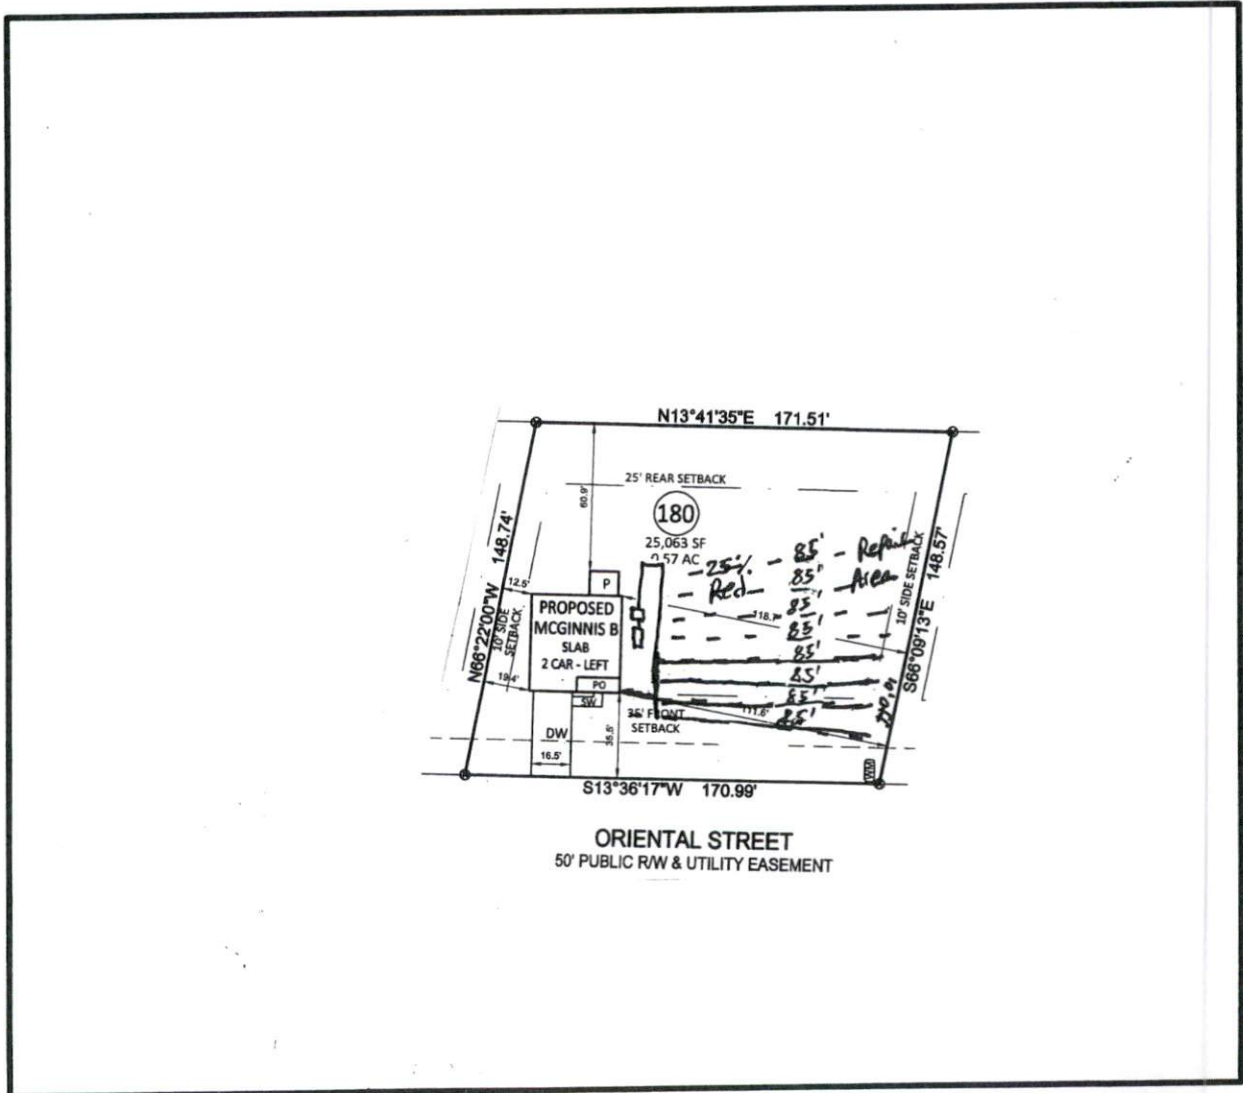 N13°41'35"E 171.51'
25' REAR SETBACK
60.9'
180
25,063 SF
0.57 AC
148.74'
N66°22'00"W
10' SIDE
SETBACK
12.5'
19.4'
P
PROPOSED
MCGINNIS B
SLAB
2 CAR - LEFT
PO
SW
DW
16.5'
35.5'
35' FRONT
SETBACK
25% - 85' - Repair
Red 85' Area
85'
118.7'
85'
85'
85'
85'
111.6'
85'
10' SIDE SETBACK
S66°09'13"E 148.57'
WM
S13°36'17"W 170.99'
ORIENTAL STREET
50' PUBLIC R/W & UTILITY EASEMENT